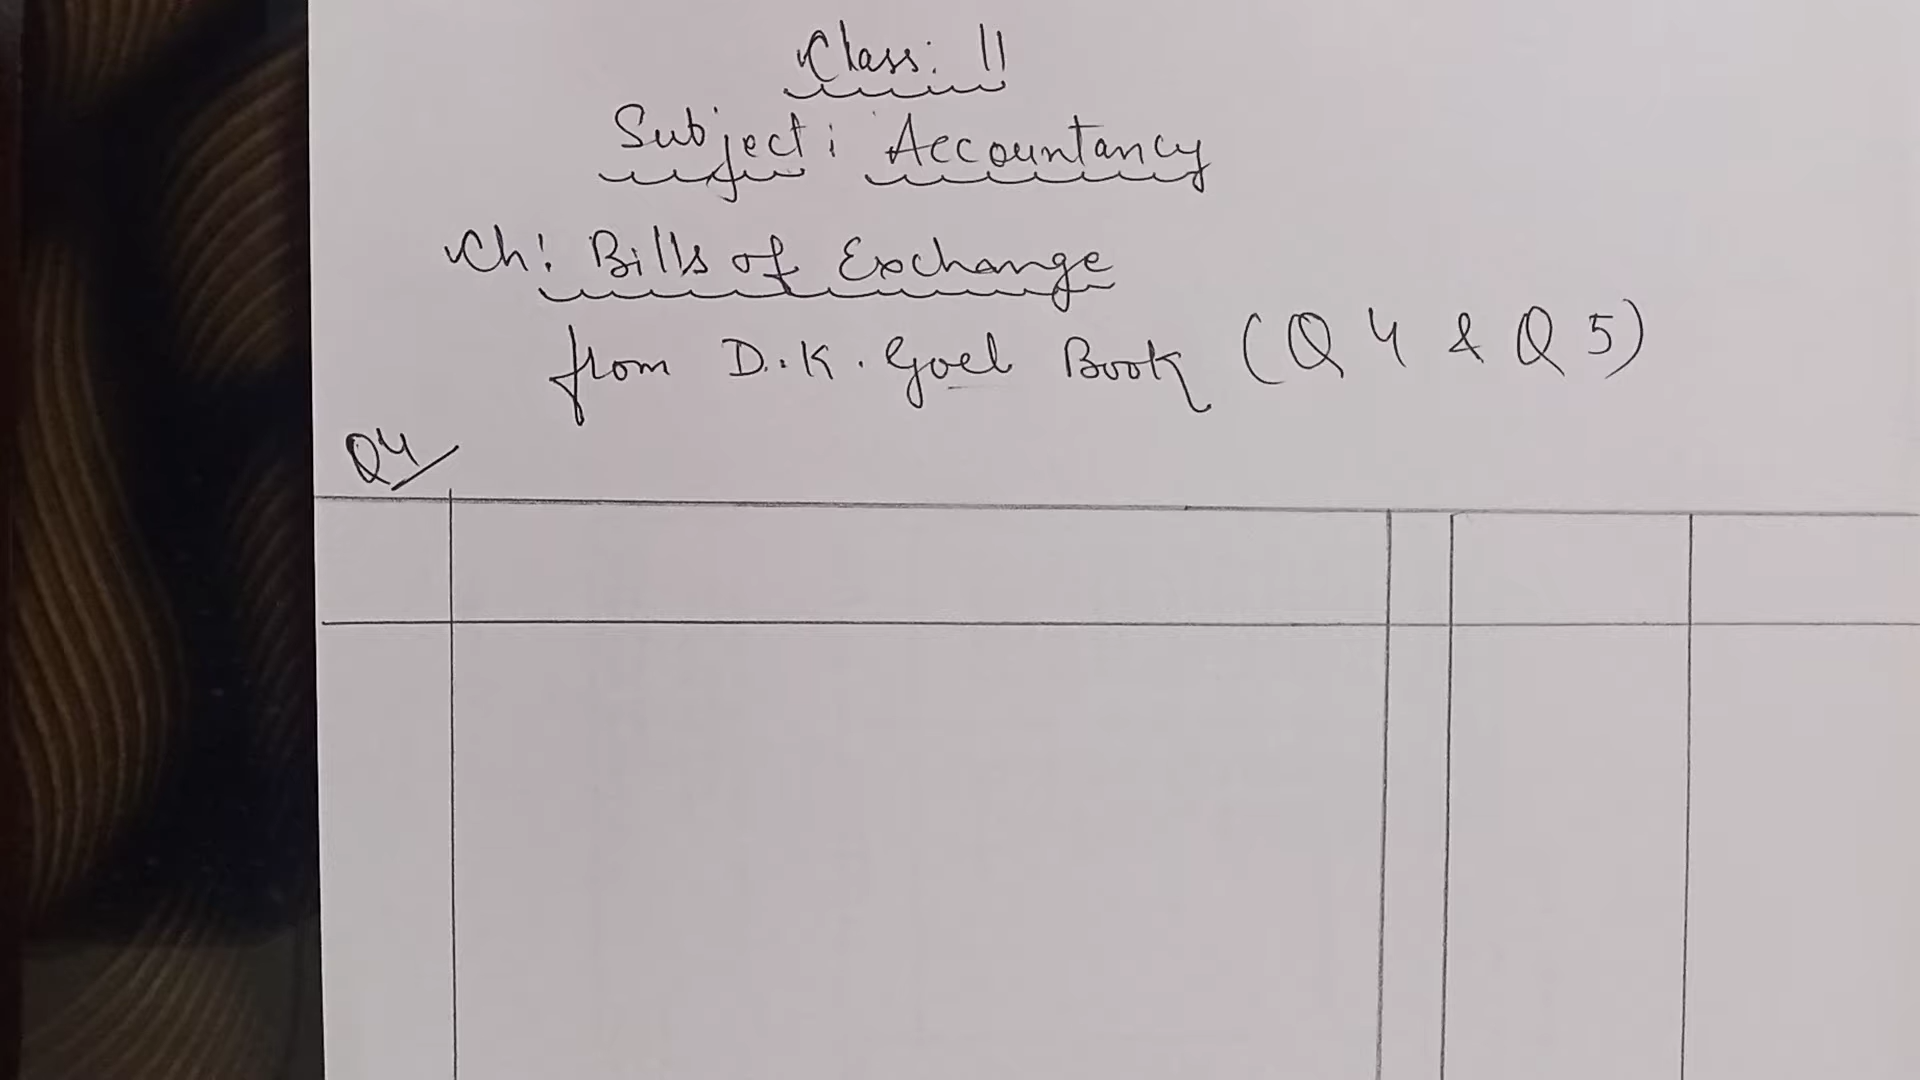 Class: 11
Subject: Accountancy
Ch: Bills of Exchange
from D.K. Goel Book (Q 4 & Q 5)
Q4